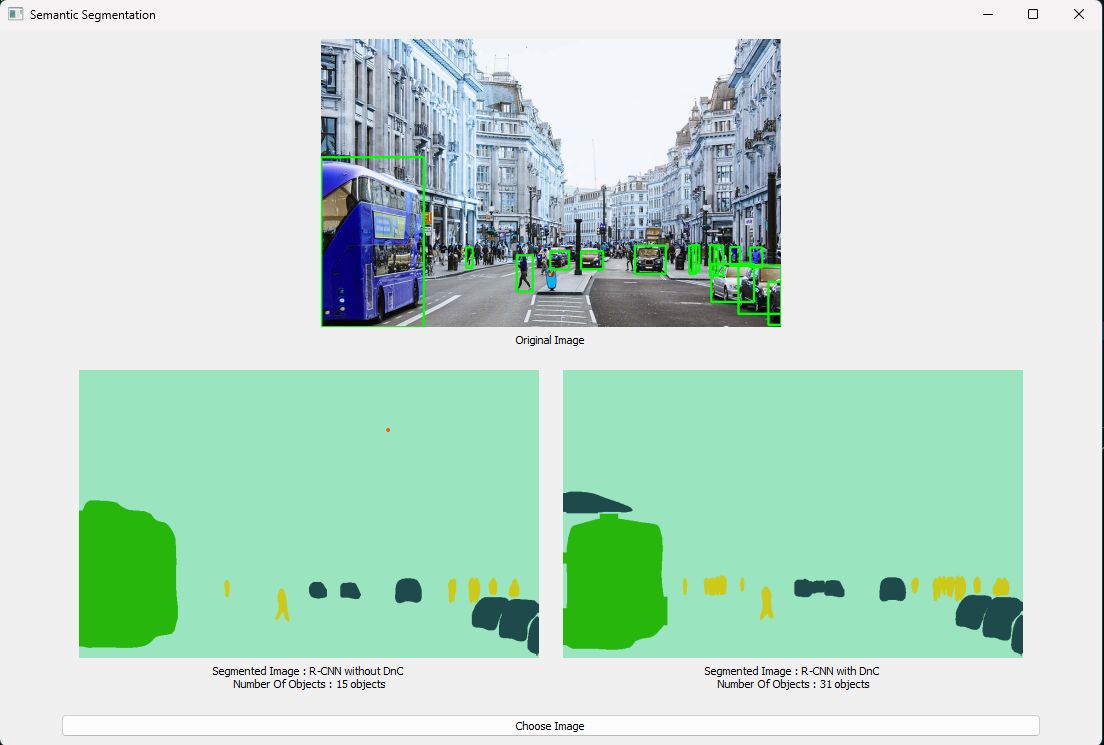 Semantic Segmentation
Original Image
Segmented Image : R-CNN without DnC
Number Of Objects : 15 objects
Segmented Image : R-CNN with DnC
Number Of Objects : 31 objects
Choose Image